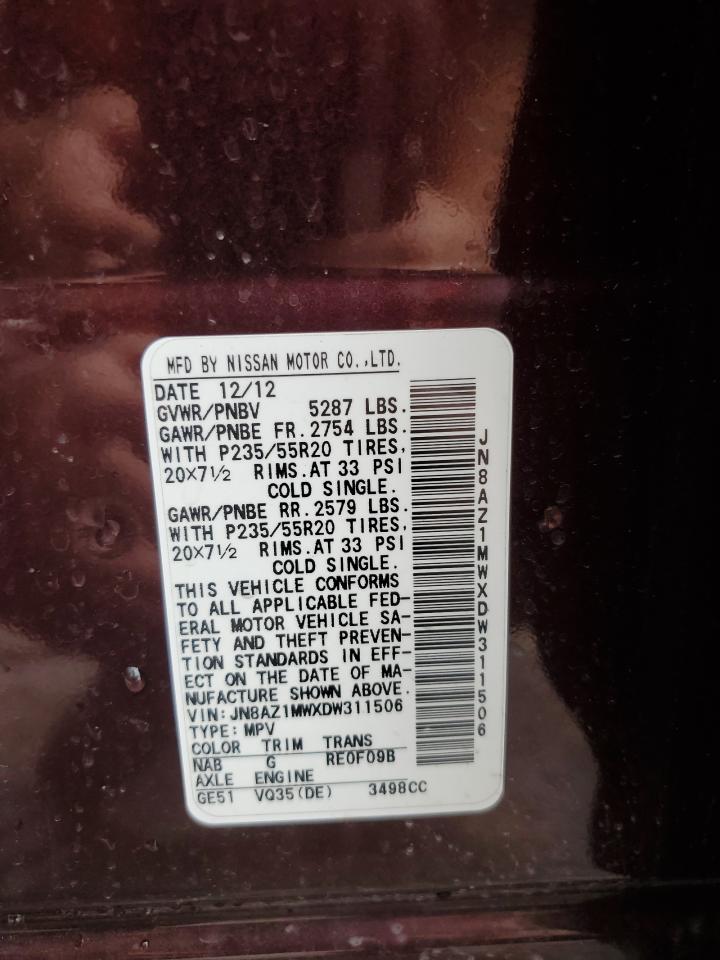 MFD BY NISSAN MOTOR CO.,LTD.
DATE 12/12
GVWR/PNBV 5287 LBS.
GAWR/PNBE FR.2754 LBS.
WITH P235/55R20 TIRES,
20X7½ RIMS.AT 33 PSI
COLD SINGLE.
GAWR/PNBE RR.2579 LBS.
WITH P235/55R20 TIRES,
20X7½ RIMS.AT 33 PSI
COLD SINGLE.
THIS VEHICLE CONFORMS
TO ALL APPLICABLE FED-
ERAL MOTOR VEHICLE SA-
FETY AND THEFT PREVEN-
TION STANDARDS IN EFF-
ECT ON THE DATE OF MA-
NUFACTURE SHOWN ABOVE.
VIN:JN8AZ1MWXDW311506
TYPE:MPV
COLOR TRIM TRANS
NAB G RE0F09B
AXLE ENGINE
GE51 VQ35(DE) 3498CC
JN8AZ1MWXDW311506